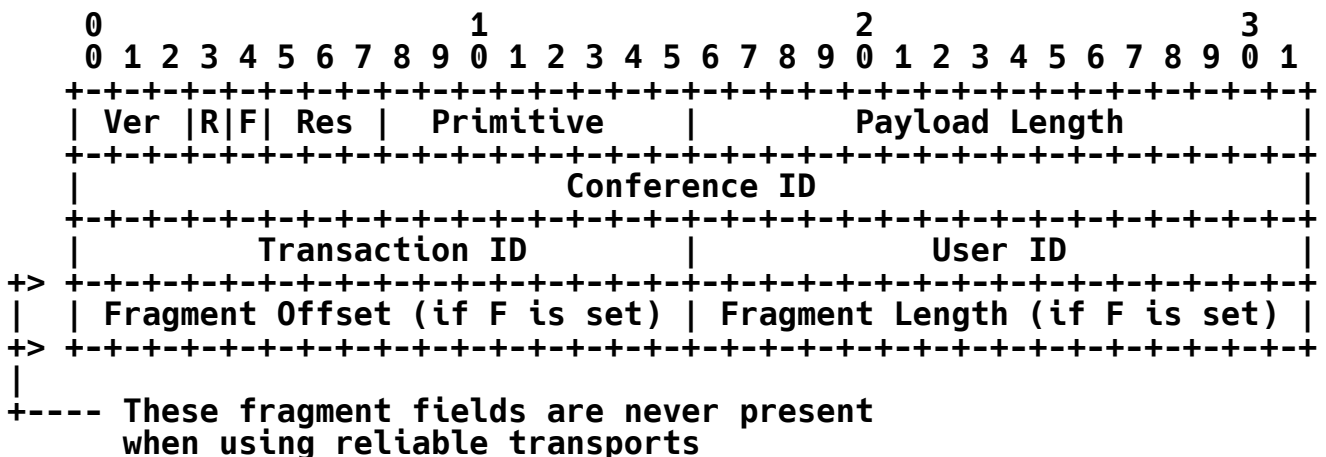 0                   1                   2                   3
 0 1 2 3 4 5 6 7 8 9 0 1 2 3 4 5 6 7 8 9 0 1 2 3 4 5 6 7 8 9 0 1
   +-+-+-+-+-+-+-+-+-+-+-+-+-+-+-+-+-+-+-+-+-+-+-+-+-+-+-+-+-+-+-+-+
   | Ver |R|F| Res |  Primitive    |        Payload Length         |
   +-+-+-+-+-+-+-+-+-+-+-+-+-+-+-+-+-+-+-+-+-+-+-+-+-+-+-+-+-+-+-+-+
   |                         Conference ID                         |
   +-+-+-+-+-+-+-+-+-+-+-+-+-+-+-+-+-+-+-+-+-+-+-+-+-+-+-+-+-+-+-+-+
   |         Transaction ID        |            User ID            |
+> +-+-+-+-+-+-+-+-+-+-+-+-+-+-+-+-+-+-+-+-+-+-+-+-+-+-+-+-+-+-+-+-+
|  | Fragment Offset (if F is set) | Fragment Length (if F is set) |
+> +-+-+-+-+-+-+-+-+-+-+-+-+-+-+-+-+-+-+-+-+-+-+-+-+-+-+-+-+-+-+-+-+
|
+---- These fragment fields are never present
      when using reliable transports